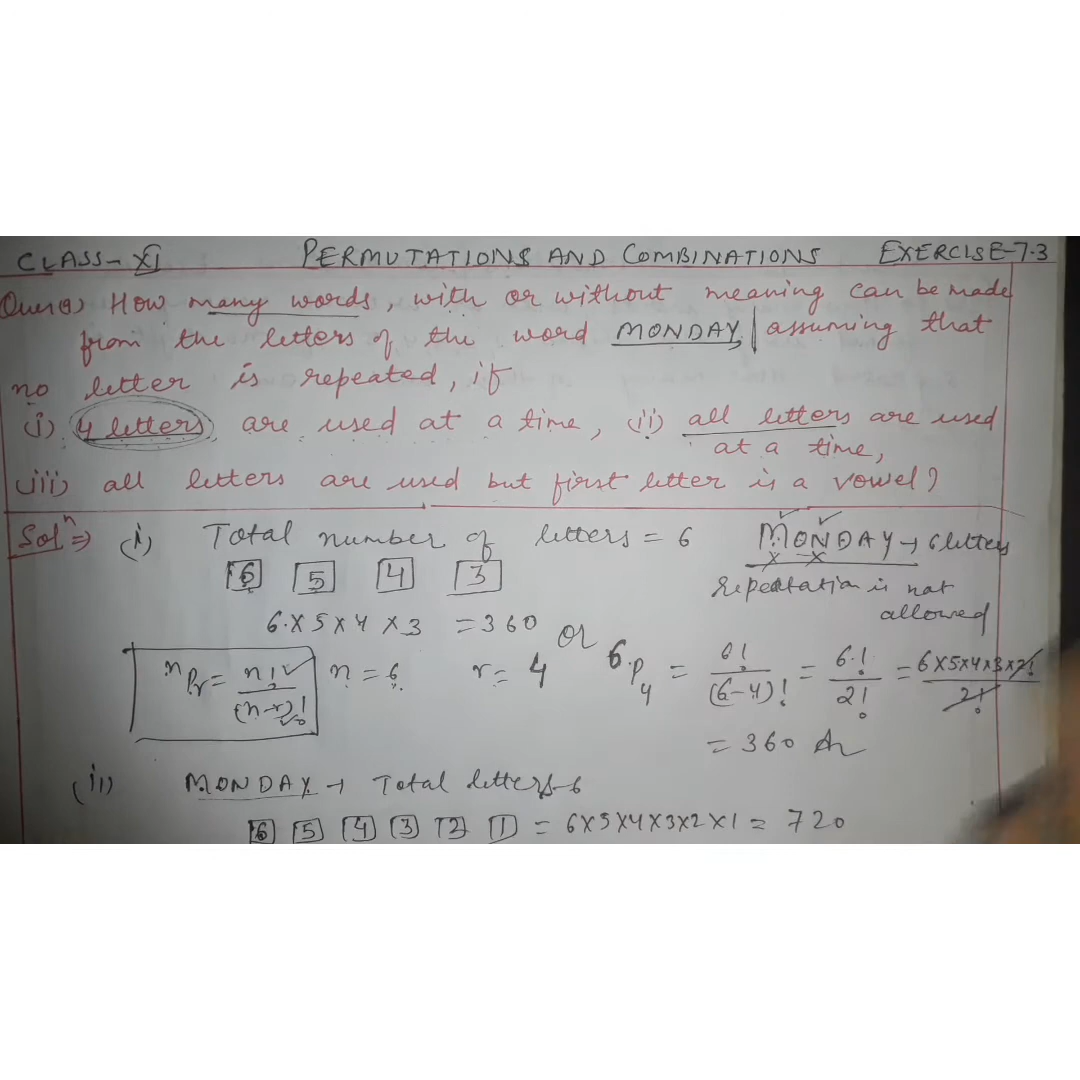 CLASS- XI PERMUTATIONS AND COMBINATIONS EXERCISE-7.3
Ques 9) How many words, with or without meaning can be made
from the letters of the word MONDAY, assuming that
no letter is repeated, if
(i) 4 letters are used at a time, (ii) all letters are used
at a time,
(iii) all letters are used but first letter is a vowel?
Solⁿ ⇒ (i) Total number of letters = 6 MONDAY → 6 letters
6 5 4 3 repeatation is not
allowed
6 × 5 × 4 × 3 = 360 or
ⁿPr = n!/(n-r)! n = 6 r = 4 6P4 = 6!/(6-4)! = 6!/2! = 6×5×4×3×2!/2!
= 360 An
(ii) MONDAY → Total letters - 6
6 5 4 3 2 1 = 6×5×4×3×2×1 = 720